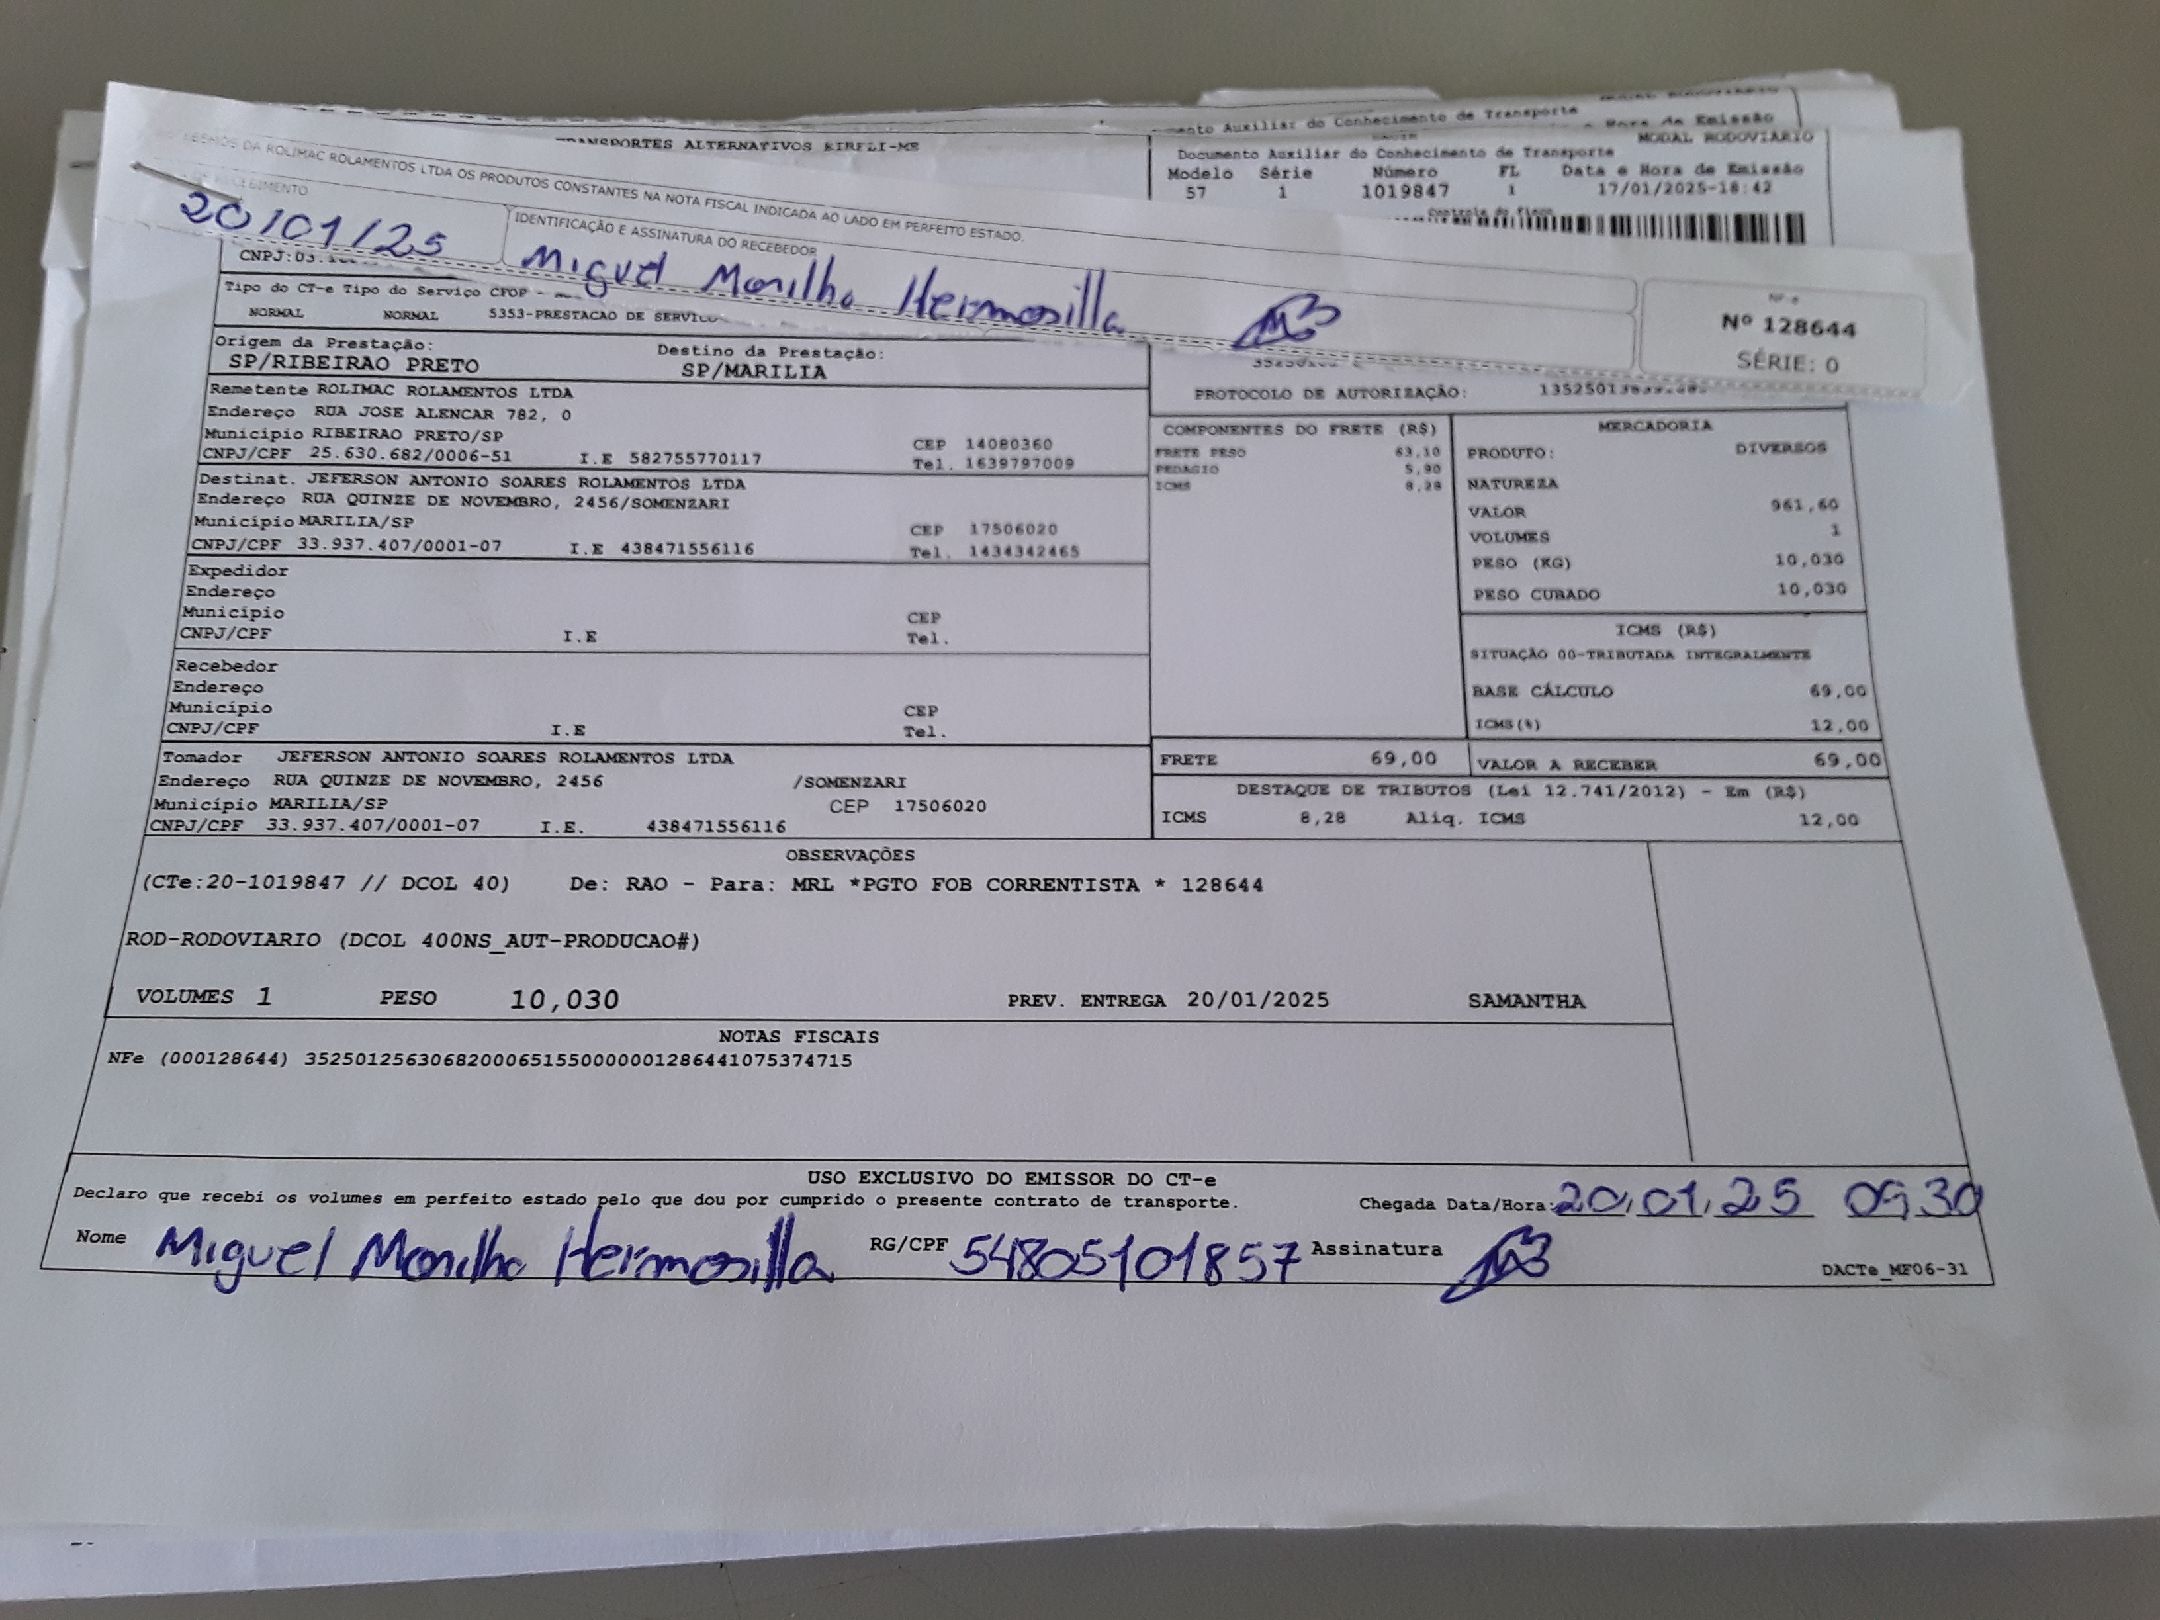 TRANSPORTES ALTERNATIVOS EIRELI-ME
MODAL RODOVIARIO
Documento Auxiliar do Conhecimento de Transporte
Modelo Série Número FL Data e Hora de Emissão
57 1 1019847 1 17/01/2025-18:42
Controle do fisco
DA ROLIMAC ROLAMENTOS LTDA OS PRODUTOS CONSTANTES NA NOTA FISCAL INDICADA AO LADO EM PERFEITO ESTADO.
RECEBIMENTO
20/01/25
IDENTIFICAÇÃO E ASSINATURA DO RECEBEDOR
Miguel Monilha Hermosilla
NF-e
Nº 128644
SÉRIE: 0
CNPJ:03.
Tipo do CT-e Tipo do Serviço CFOP -
NORMAL NORMAL 5353-PRESTACAO DE SERVICO
Origem da Prestação:
SP/RIBEIRAO PRETO
Destino da Prestação:
SP/MARILIA
PROTOCOLO DE AUTORIZAÇÃO:
Remetente ROLIMAC ROLAMENTOS LTDA
Endereço RUA JOSE ALENCAR 782, 0
Município RIBEIRAO PRETO/SP CEP 14080360
CNPJ/CPF 25.630.682/0006-51 I.E 582755770117 Tel. 1639797009
Destinat. JEFERSON ANTONIO SOARES ROLAMENTOS LTDA
Endereço RUA QUINZE DE NOVEMBRO, 2456/SOMENZARI
Município MARILIA/SP CEP 17506020
CNPJ/CPF 33.937.407/0001-07 I.E 438471556116 Tel. 1434342465
Expedidor
Endereço
Município CEP
CNPJ/CPF I.E Tel.
Recebedor
Endereço
Município CEP
CNPJ/CPF I.E Tel.
Tomador JEFERSON ANTONIO SOARES ROLAMENTOS LTDA
Endereço RUA QUINZE DE NOVEMBRO, 2456 /SOMENZARI
Município MARILIA/SP CEP 17506020
CNPJ/CPF 33.937.407/0001-07 I.E. 438471556116
COMPONENTES DO FRETE (R$)
FRETE PESO 63,10
PEDAGIO 5,90
ICMS 8,28
MERCADORIA
PRODUTO: DIVERSOS
NATUREZA
VALOR 961,60
VOLUMES 1
PESO (KG) 10,030
PESO CUBADO 10,030
ICMS (R$)
SITUAÇÃO 00-TRIBUTADA INTEGRALMENTE
BASE CÁLCULO 69,00
ICMS(%) 12,00
FRETE 69,00 VALOR A RECEBER 69,00
DESTAQUE DE TRIBUTOS (Lei 12.741/2012) - Em (R$)
ICMS 8,28 Aliq. ICMS 12,00
OBSERVAÇÕES
(CTe:20-1019847 // DCOL 40) De: RAO - Para: MRL *PGTO FOB CORRENTISTA * 128644
ROD-RODOVIARIO (DCOL 400NS_AUT-PRODUCAO#)
VOLUMES 1 PESO 10,030 PREV. ENTREGA 20/01/2025 SAMANTHA
NOTAS FISCAIS
NFe (000128644) 35250125630682000651550000001286441075374715
USO EXCLUSIVO DO EMISSOR DO CT-e
Declaro que recebi os volumes em perfeito estado pelo que dou por cumprido o presente contrato de transporte. Chegada Data/Hora: 20/01/25 09:30
Nome Miguel Monilha Hermosilla RG/CPF 54805101857 Assinatura
DACTe_MF06-31